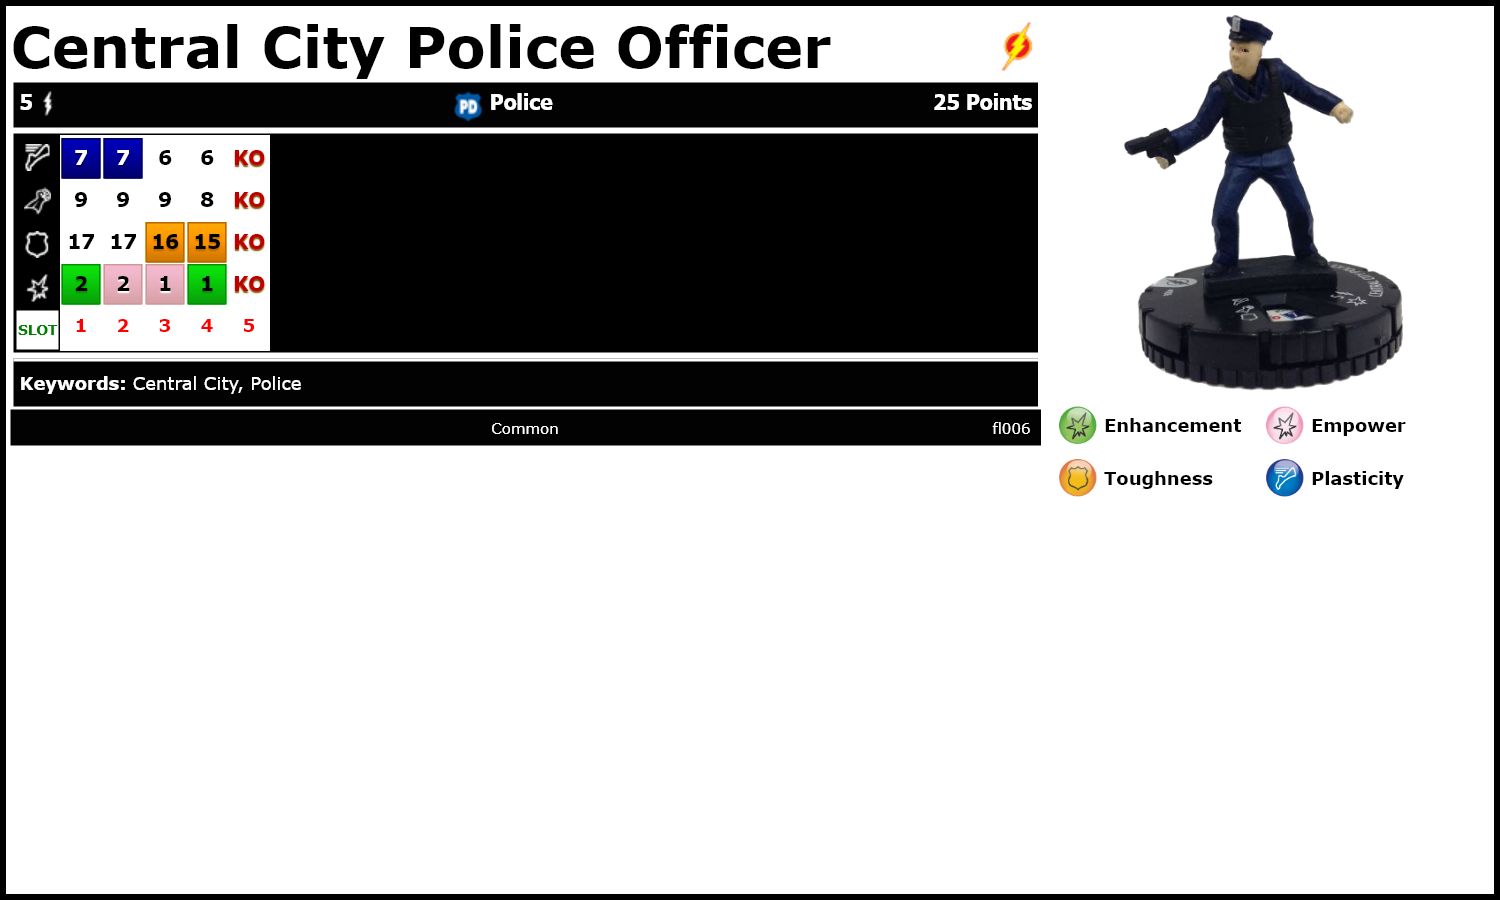 Central City Police Officer
5 PD Police 25 Points
7 7 6 6 KO
9 9 9 8 KO
17 17 16 15 KO
2 2 1 1 KO
SLOT 1 2 3 4 5
Keywords: Central City, Police
Common fl006
Enhancement Empower
Toughness Plasticity